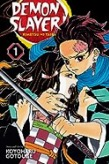 DEMON
SLAYER
KIMETSU NO YAIBA
1
KOYOHARU
GOTOUGE